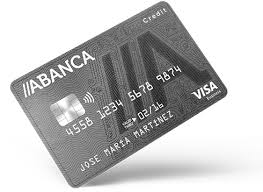 Credit
//ABANCA
4558 1234 5678 9874
02/16
VISA
JOSE MARIA MARTINEZ